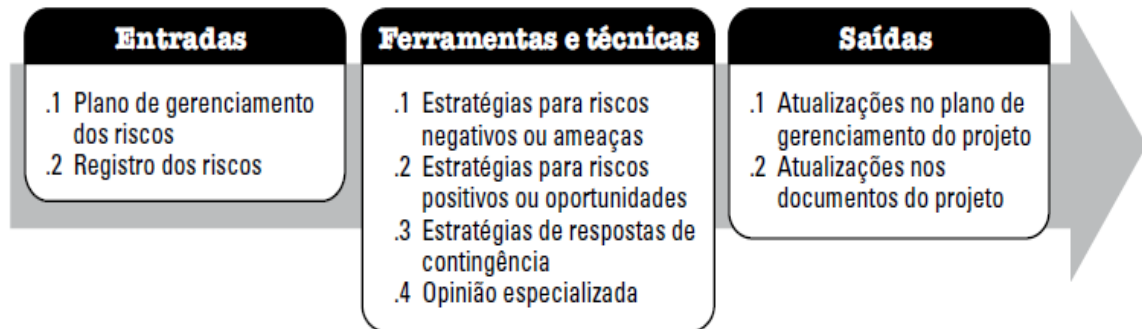 Entradas
.1 Plano de gerenciamento
dos riscos
.2 Registro dos riscos
Ferramentas e técnicas
.1 Estratégias para riscos
negativos ou ameaças
.2 Estratégias para riscos
positivos ou oportunidades
.3 Estratégias de respostas de
contingência
.4 Opinião especializada
Saídas
.1 Atualizações no plano de
gerenciamento do projeto
.2 Atualizações nos
documentos do projeto